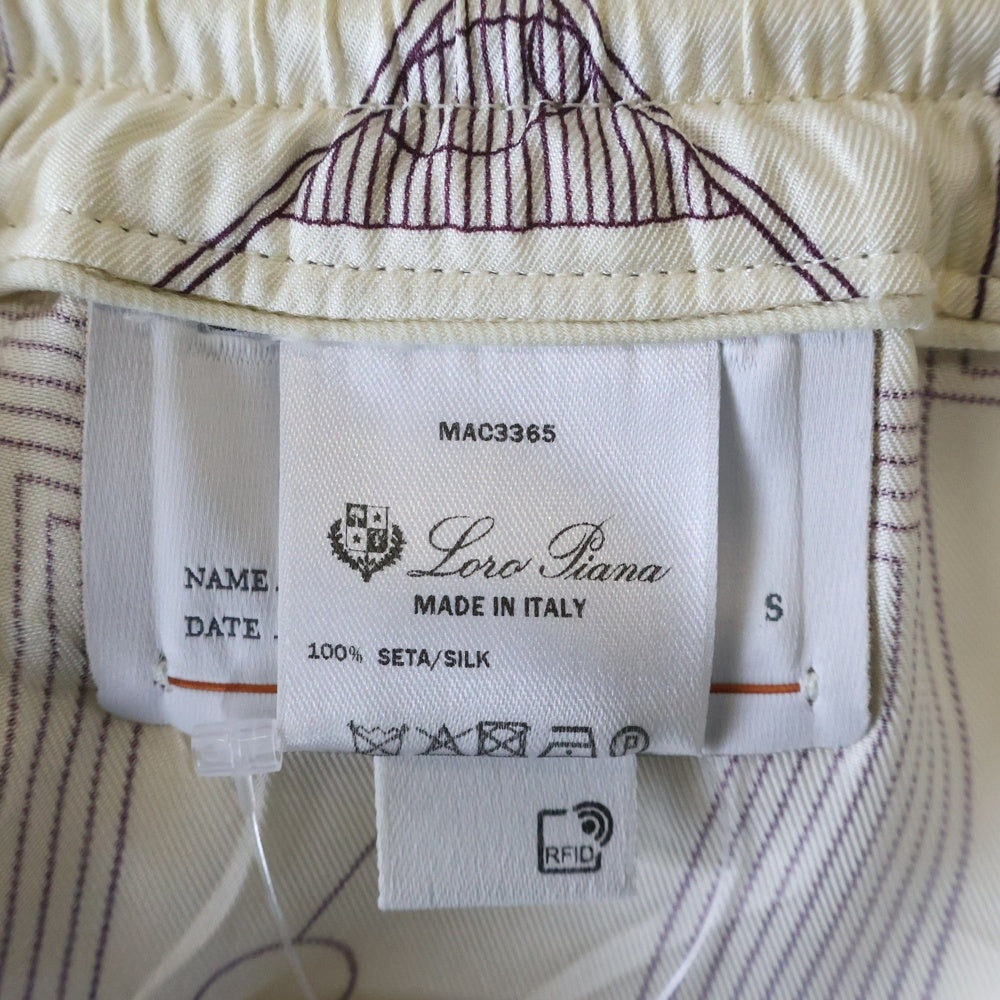 MAC3365
Loro Piana
MADE IN ITALY
100% SETA/SILK
NAME
DATE
S
P
RFID